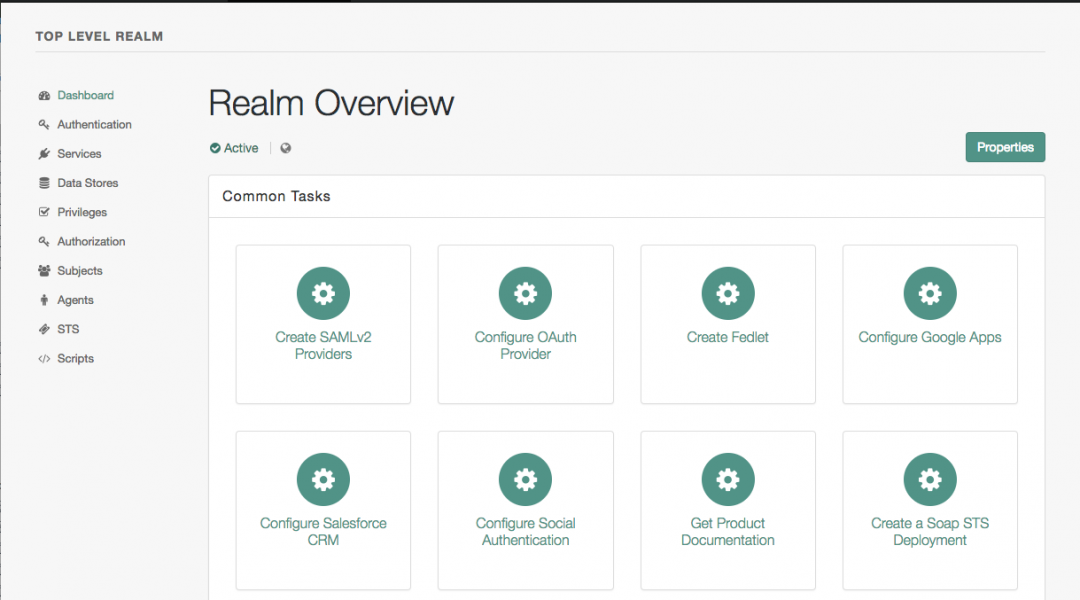 TOP LEVEL REALM
Dashboard
Authentication
Services
Data Stores
Privileges
Authorization
Subjects
Agents
STS
Scripts
Realm Overview
Active
Properties
Common Tasks
Create SAMLv2
Providers
Configure OAuth
Provider
Create Fedlet
Configure Google Apps
Configure Salesforce
CRM
Configure Social
Authentication
Get Product
Documentation
Create a Soap STS
Deployment